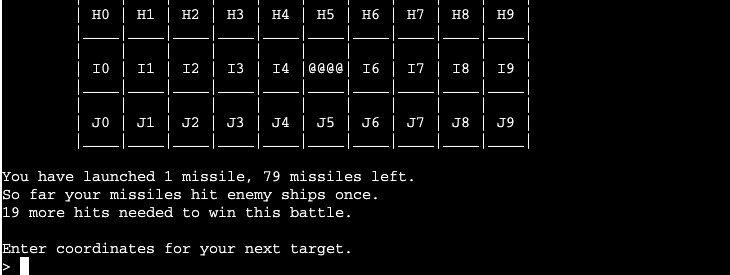 H0 H1 H2 H3 H4 H5 H6 H7 H8 H9
I0 I1 I2 I3 I4 @@@@ I6 I7 I8 I9
J0 J1 J2 J3 J4 J5 J6 J7 J8 J9
You have launched 1 missile, 79 missiles left.
So far your missiles hit enemy ships once.
19 more hits needed to win this battle.
Enter coordinates for your next target.
>